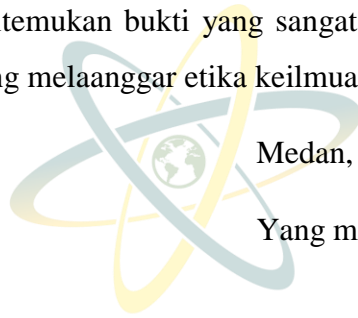 temukan bukti yang sangat
ng melaanggar etika keilmua
Medan,
Yang m